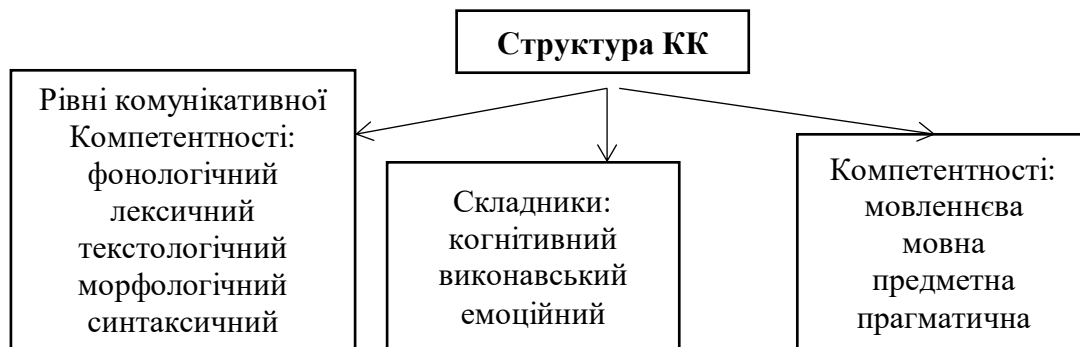 Структура КК
Рівні комунікативної
Компетентності:
фонологічний
лексичний
текстологічний
морфологічний
синтаксичний
Складники:
когнітивний
виконавський
емоційний
Компетентності:
мовленнєва
мовна
предметна
прагматична